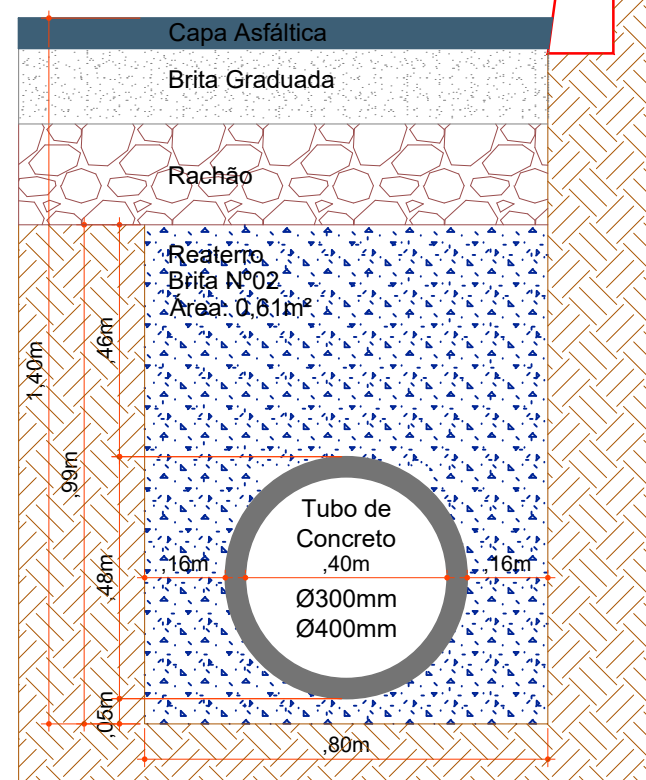 Capa Asfáltica
Brita Graduada
Rachão
Reaterro
Brita Nº02
Área: 0,61m²
1,40m
,99m
,46m
,48m
,05m
Tubo de
Concreto
,16m
,40m
,16m
Ø300mm
Ø400mm
,80m